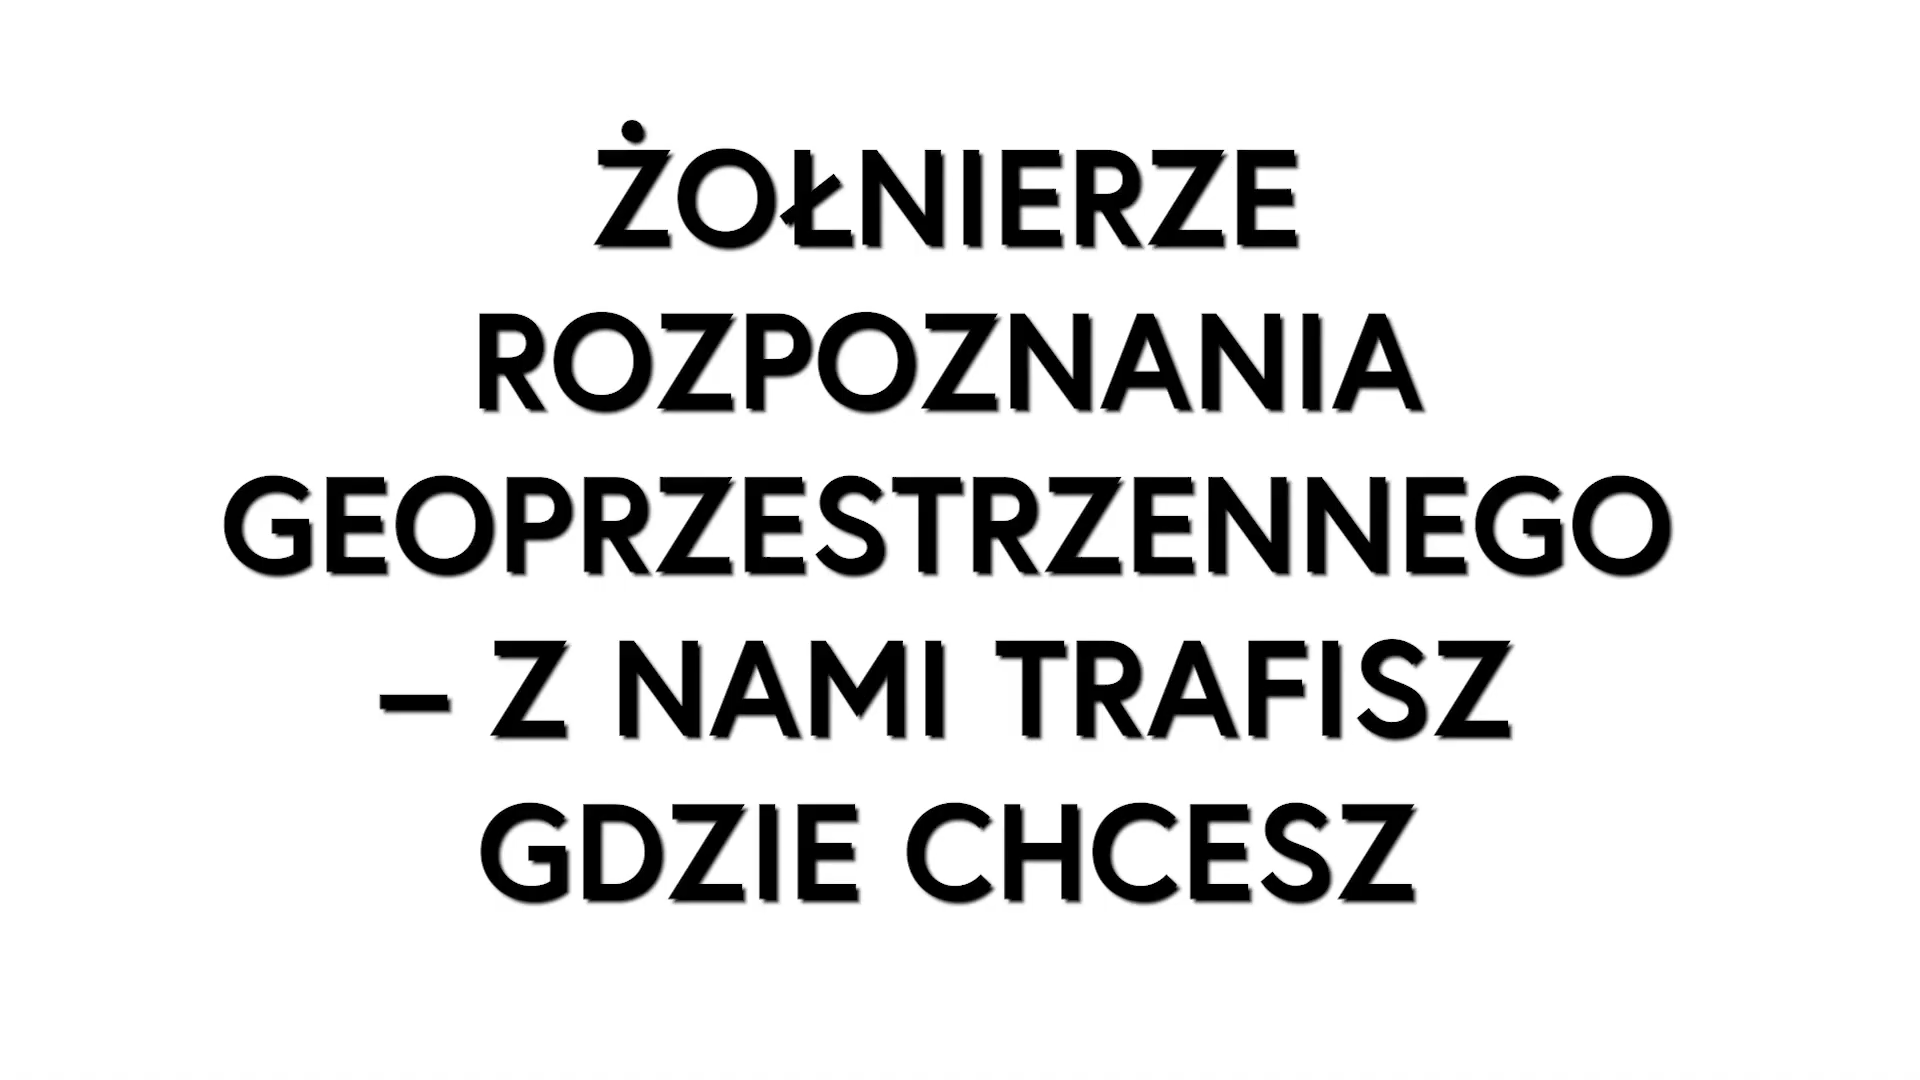 ŻOŁNIERZE
ROZPOZNANIA
GEOPRZESTRZENNEGO
– Z NAMI TRAFISZ
GDZIE CHCESZ